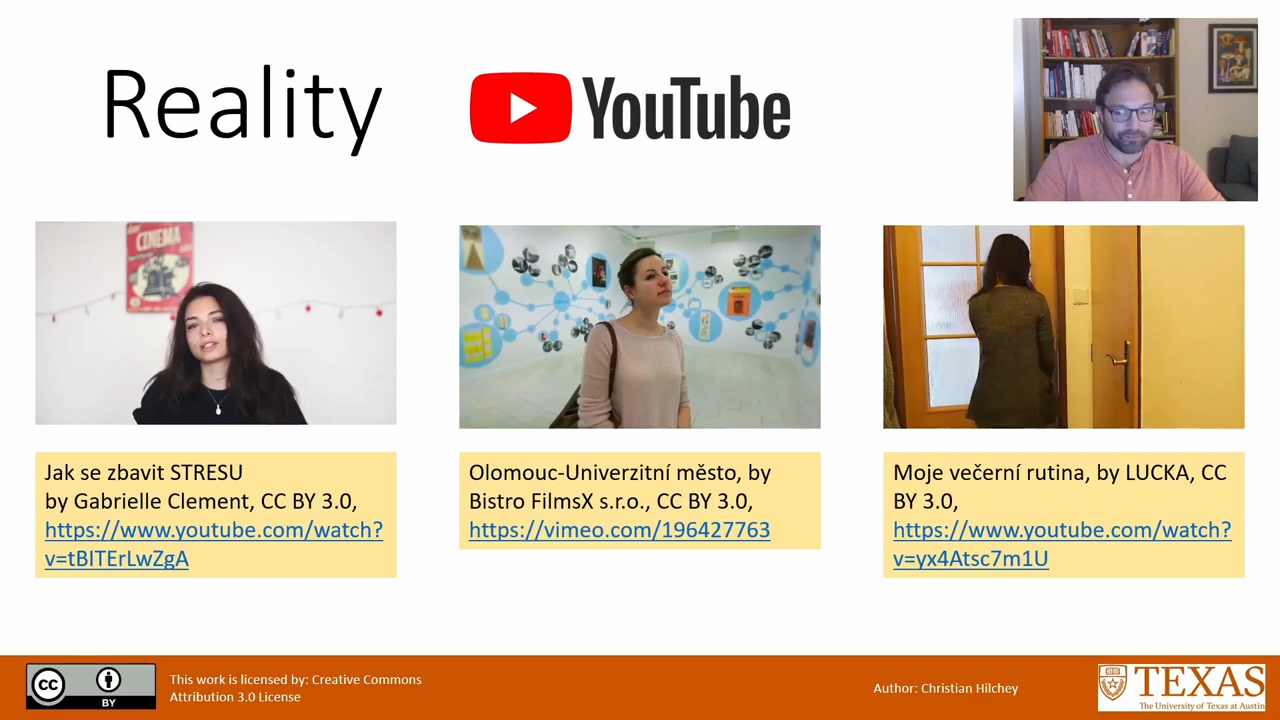 Reality
YouTube
CINEMA
Jak se zbavit STRESU
by Gabrielle Clement, CC BY 3.0,
https://www.youtube.com/watch?
v=tBITErLwZgA
Olomouc-Univerzitní město, by
Bistro FilmsX s.r.o., CC BY 3.0,
https://vimeo.com/196427763
Moje večerní rutina, by LUCKA, CC
BY 3.0,
https://www.youtube.com/watch?
v=yx4Atsc7m1U
CC
BY
This work is licensed by: Creative Commons
Attribution 3.0 License
Author: Christian Hilchey
TEXAS
The University of Texas at Austin